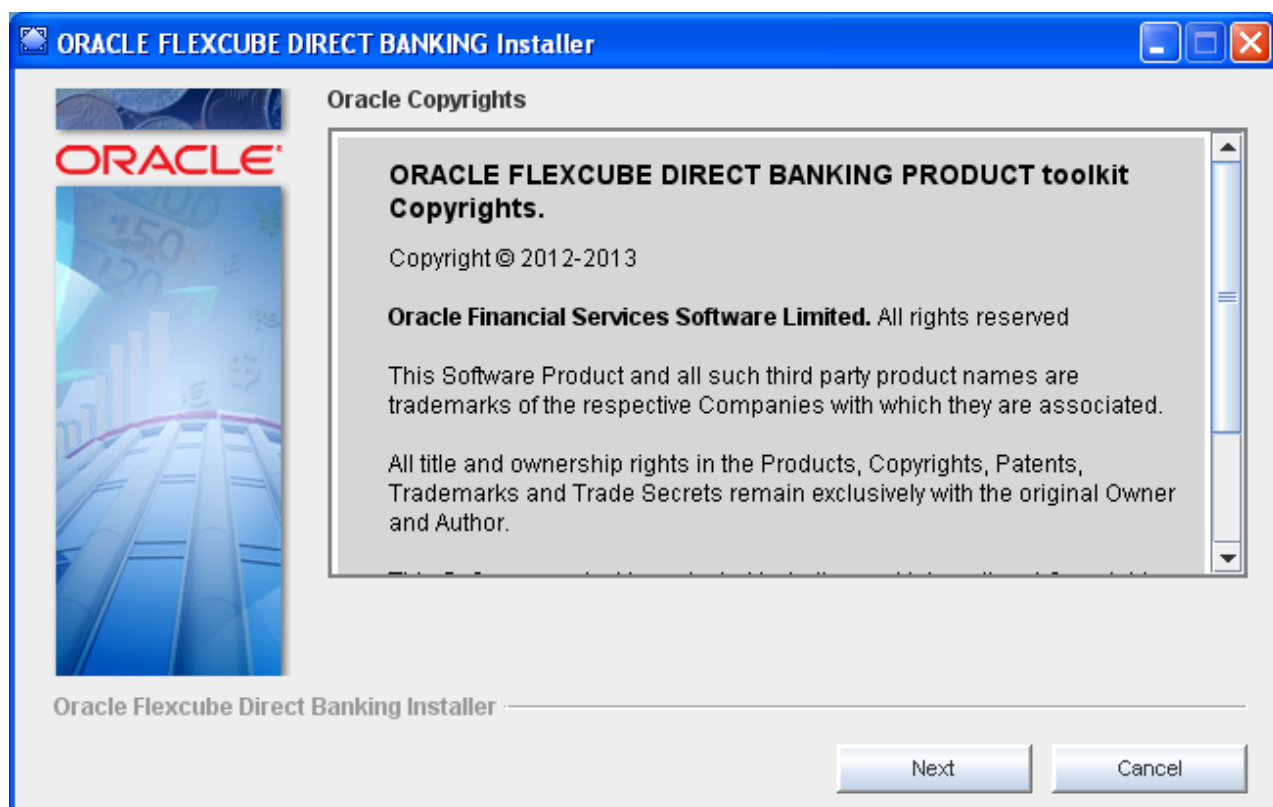 ORACLE FLEXCUBE DIRECT BANKING Installer
ORACLE
Oracle Copyrights
ORACLE FLEXCUBE DIRECT BANKING PRODUCT toolkit
Copyrights.
Copyright © 2012-2013
Oracle Financial Services Software Limited. All rights reserved
This Software Product and all such third party product names are
trademarks of the respective Companies with which they are associated.
All title and ownership rights in the Products, Copyrights, Patents,
Trademarks and Trade Secrets remain exclusively with the original Owner
and Author.
Oracle Flexcube Direct Banking Installer
Next
Cancel